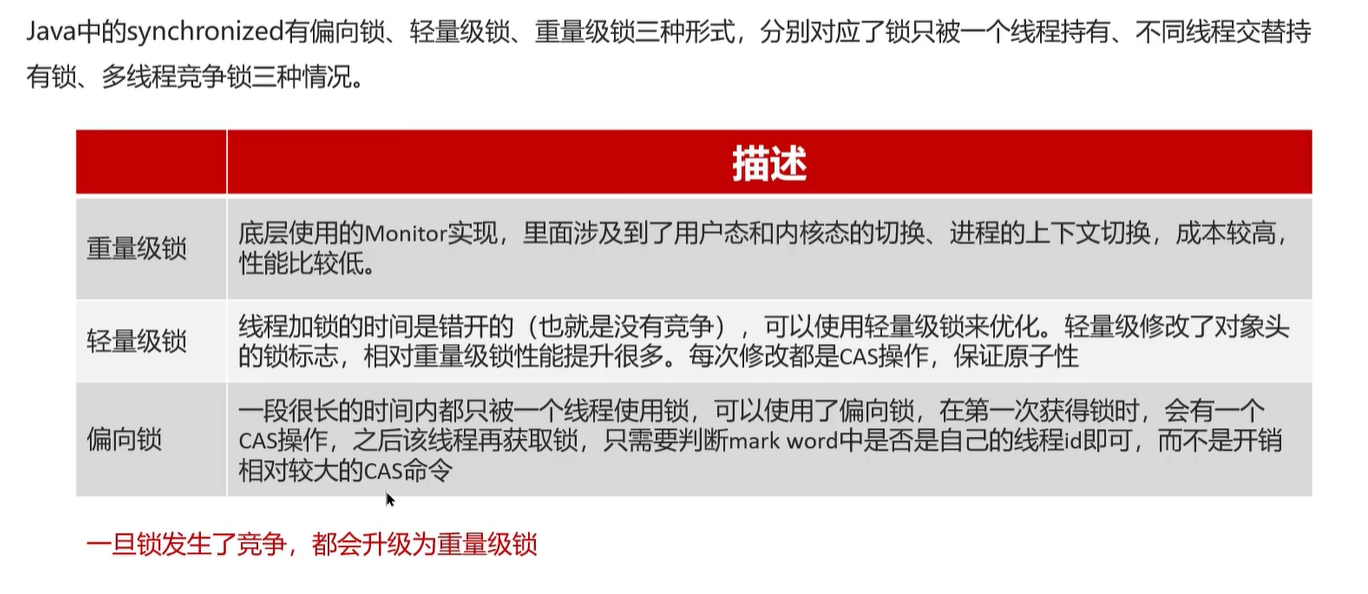 Java中的synchronized有偏向锁、轻量级锁、重量级锁三种形式，分别对应了锁只被一个线程持有、不同线程交替持
有锁、多线程竞争锁三种情况。
描述
重量级锁
底层使用的Monitor实现，里面涉及到了用户态和内核态的切换、进程的上下文切换，成本较高，
性能比较低。
轻量级锁
线程加锁的时间是错开的（也就是没有竞争），可以使用轻量级锁来优化。轻量级修改了对象头
的锁标志，相对重量级锁性能提升很多。每次修改都是CAS操作，保证原子性
偏向锁
一段很长的时间内都只被一个线程使用锁，可以使用了偏向锁，在第一次获得锁时，会有一个
CAS操作，之后该线程再获取锁，只需要判断mark word中是否是自己的线程id即可，而不是开销
相对较大的CAS命令
一旦锁发生了竞争，都会升级为重量级锁